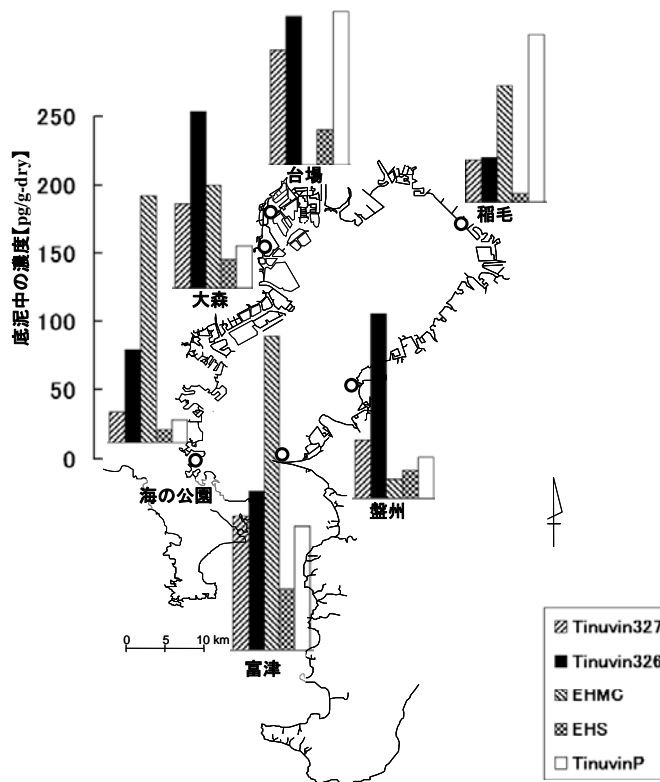 台場
稲毛
250
200
150
100
50
0
底泥中の濃度[pg/g-dry]
大森
海の公園
盤州
富津
0 5 10 km
Tinuvin327
Tinuvin326
EHMC
EHS
TinuvinP